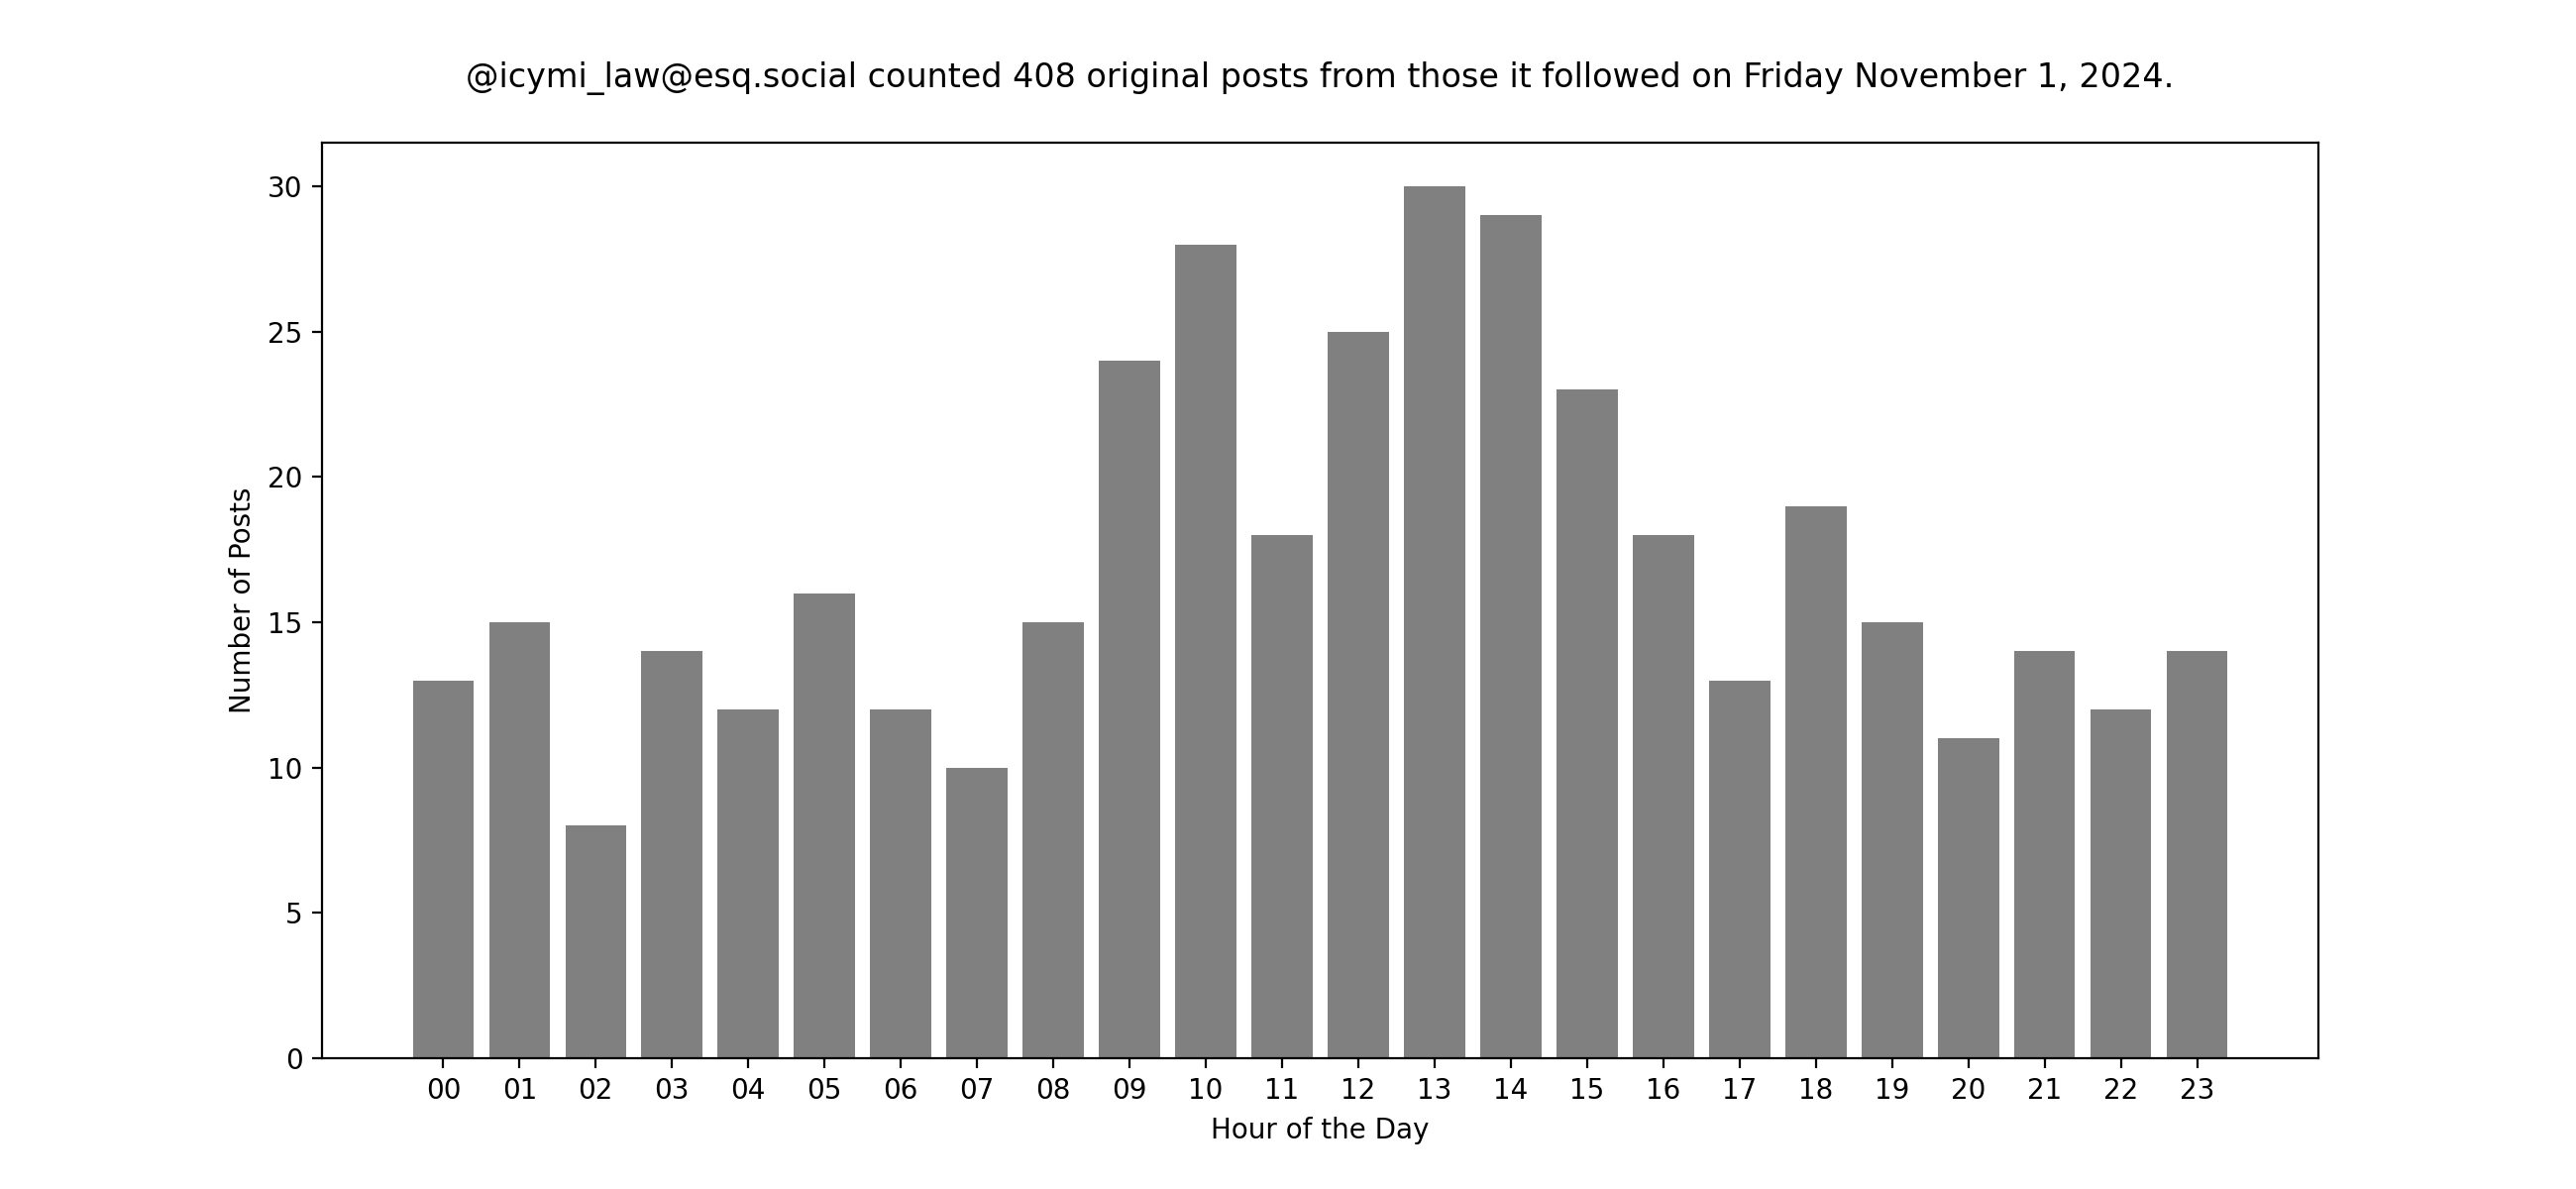 @icymi_law@esq.social counted 408 original posts from those it followed on Friday November 1, 2024.
30
25
20
15
10
5
0
Number of Posts
00 01 02 03 04 05 06 07 08 09 10 11 12 13 14 15 16 17 18 19 20 21 22 23
Hour of the Day